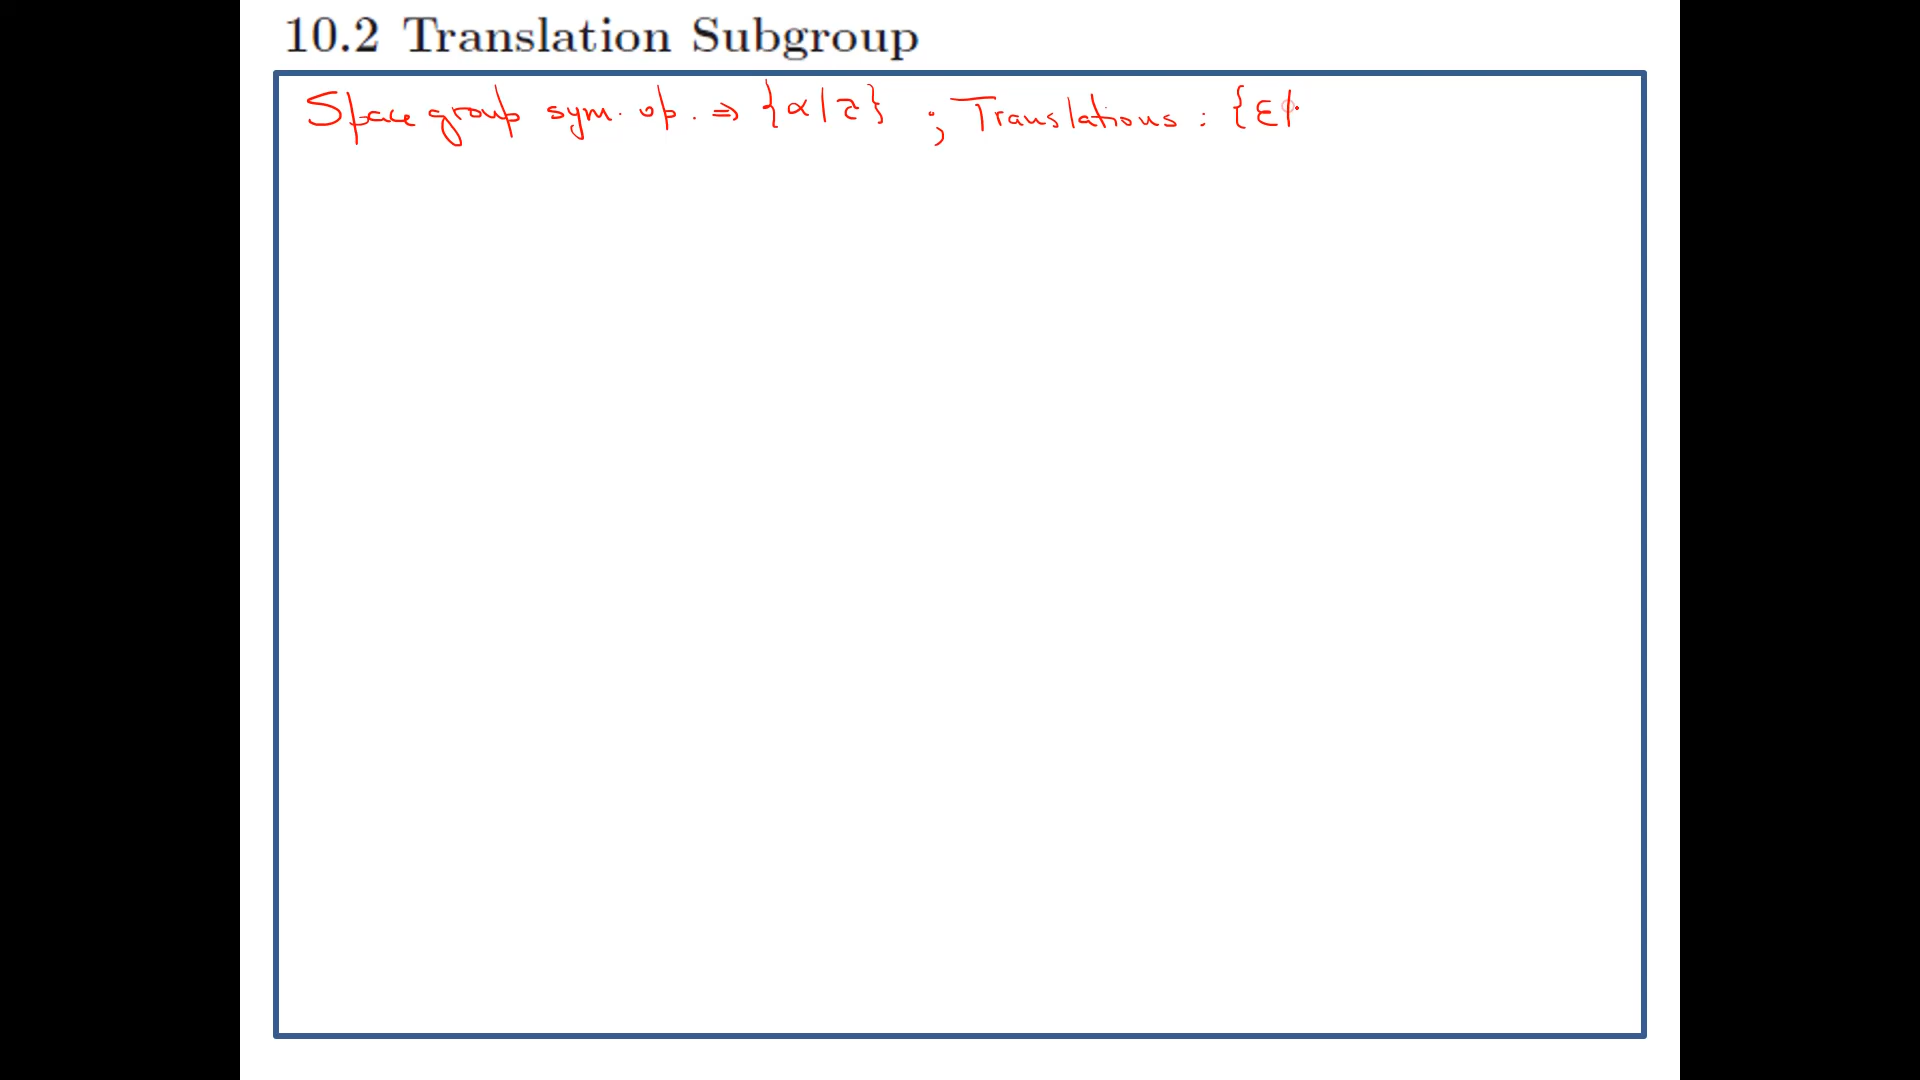 10.2 Translation Subgroup
Space group sym. op. ⇒ {α|τ} ; Translations : {ε|